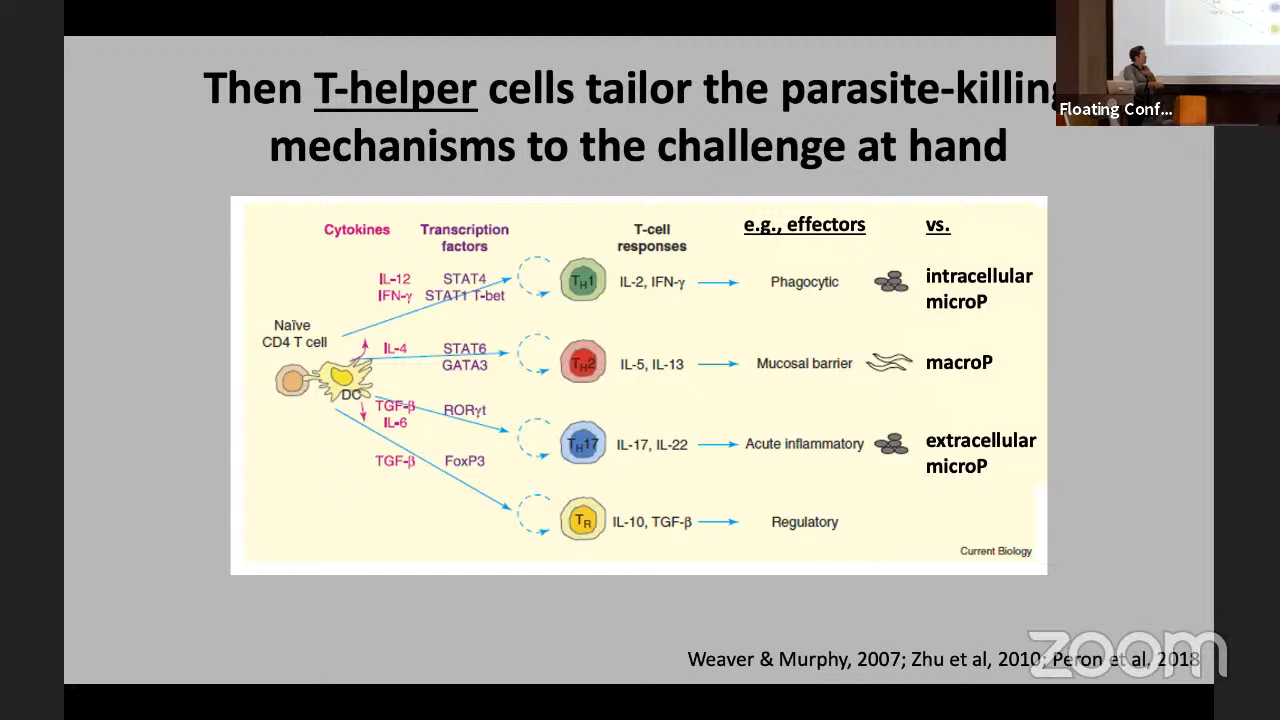 Then T-helper cells tailor the parasite-killing
mechanisms to the challenge at hand
Floating Conf...
Cytokines
Transcription
factors
T-cell
responses
e.g., effectors
vs.
IL-12
IFN-γ
STAT4
STAT1 T-bet
TH1
IL-2, IFN-γ
Phagocytic
intracellular
microP
Naïve
CD4 T cell
DC
IL-4
STAT6
GATA3
TH2
IL-5, IL-13
Mucosal barrier
macroP
TGF-β
IL-6
RORγt
TH17
IL-17, IL-22
Acute inflammatory
extracellular
microP
TGF-β
FoxP3
TR
IL-10, TGF-β
Regulatory
Current Biology
Weaver & Murphy, 2007; Zhu et al, 2010; Peron et al, 2018
zoom